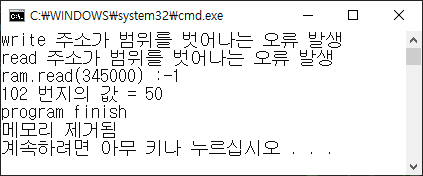 C:₩WINDOWS₩system32₩cmd.exe
write 주소가 범위를 벗어나는 오류 발생
read 주소가 범위를 벗어나는 오류 발생
ram.read(345000) :-1
102 번지의 값 = 50
program finish
메모리 제거됨
계속하려면 아무 키나 누르십시오 . . .